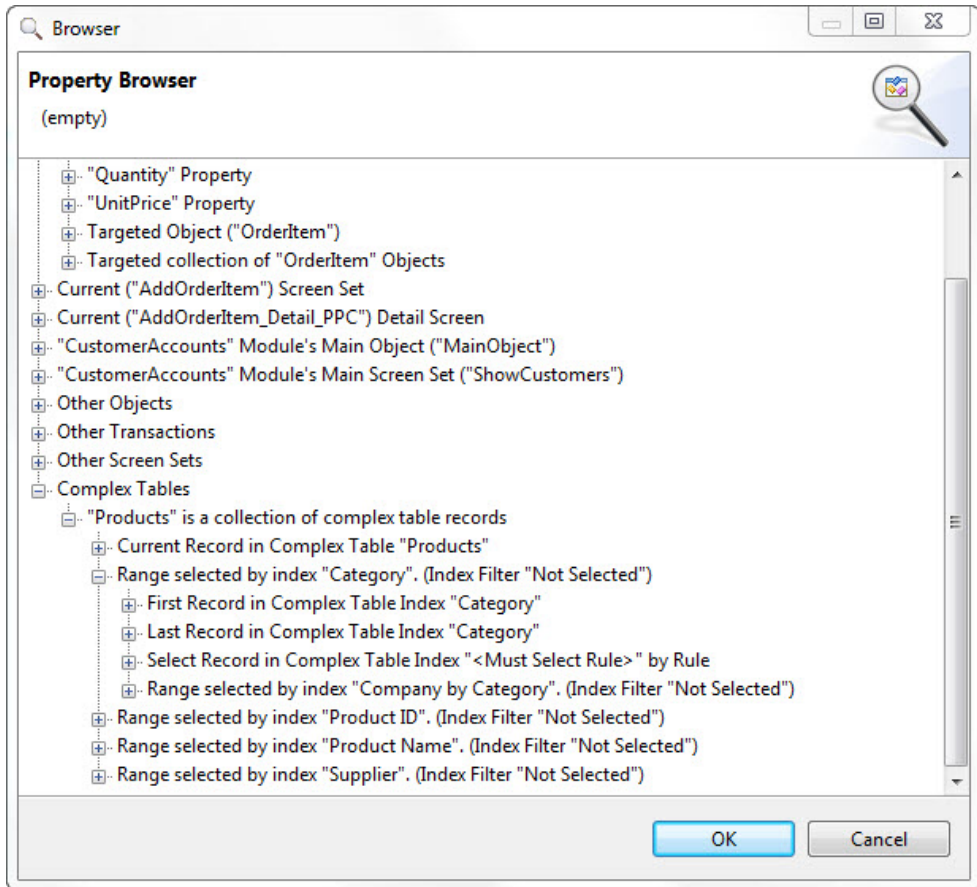 Browser
Property Browser
(empty)
"Quantity" Property
"UnitPrice" Property
Targeted Object ("OrderItem")
Targeted collection of "OrderItem" Objects
Current ("AddOrderItem") Screen Set
Current ("AddOrderItem_Detail_PPC") Detail Screen
"CustomerAccounts" Module's Main Object ("MainObject")
"CustomerAccounts" Module's Main Screen Set ("ShowCustomers")
Other Objects
Other Transactions
Other Screen Sets
Complex Tables
"Products" is a collection of complex table records
Current Record in Complex Table "Products"
Range selected by index "Category". (Index Filter "Not Selected")
First Record in Complex Table Index "Category"
Last Record in Complex Table Index "Category"
Select Record in Complex Table Index "<Must Select Rule>" by Rule
Range selected by index "Company by Category". (Index Filter "Not Selected")
Range selected by index "Product ID". (Index Filter "Not Selected")
Range selected by index "Product Name". (Index Filter "Not Selected")
Range selected by index "Supplier". (Index Filter "Not Selected")
OK Cancel